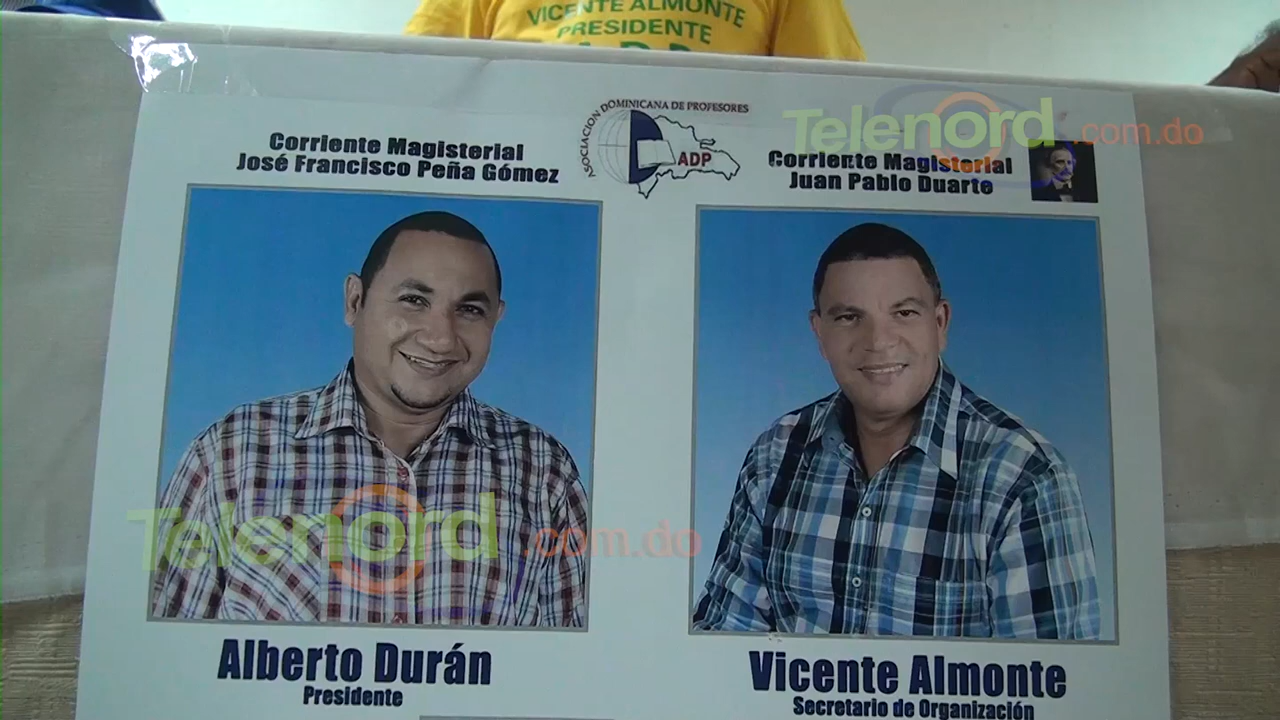 VICENTE ALMONTE
PRESIDENTE
ASOCIACION DOMINICANA DE PROFESORES
ADP
Corriente Magisterial
José Francisco Peña Gómez
Corriente Magisterial
Juan Pablo Duarte
Telenord.com.do
Telenord.com.do
Alberto Durán
Presidente
Vicente Almonte
Secretario de Organización